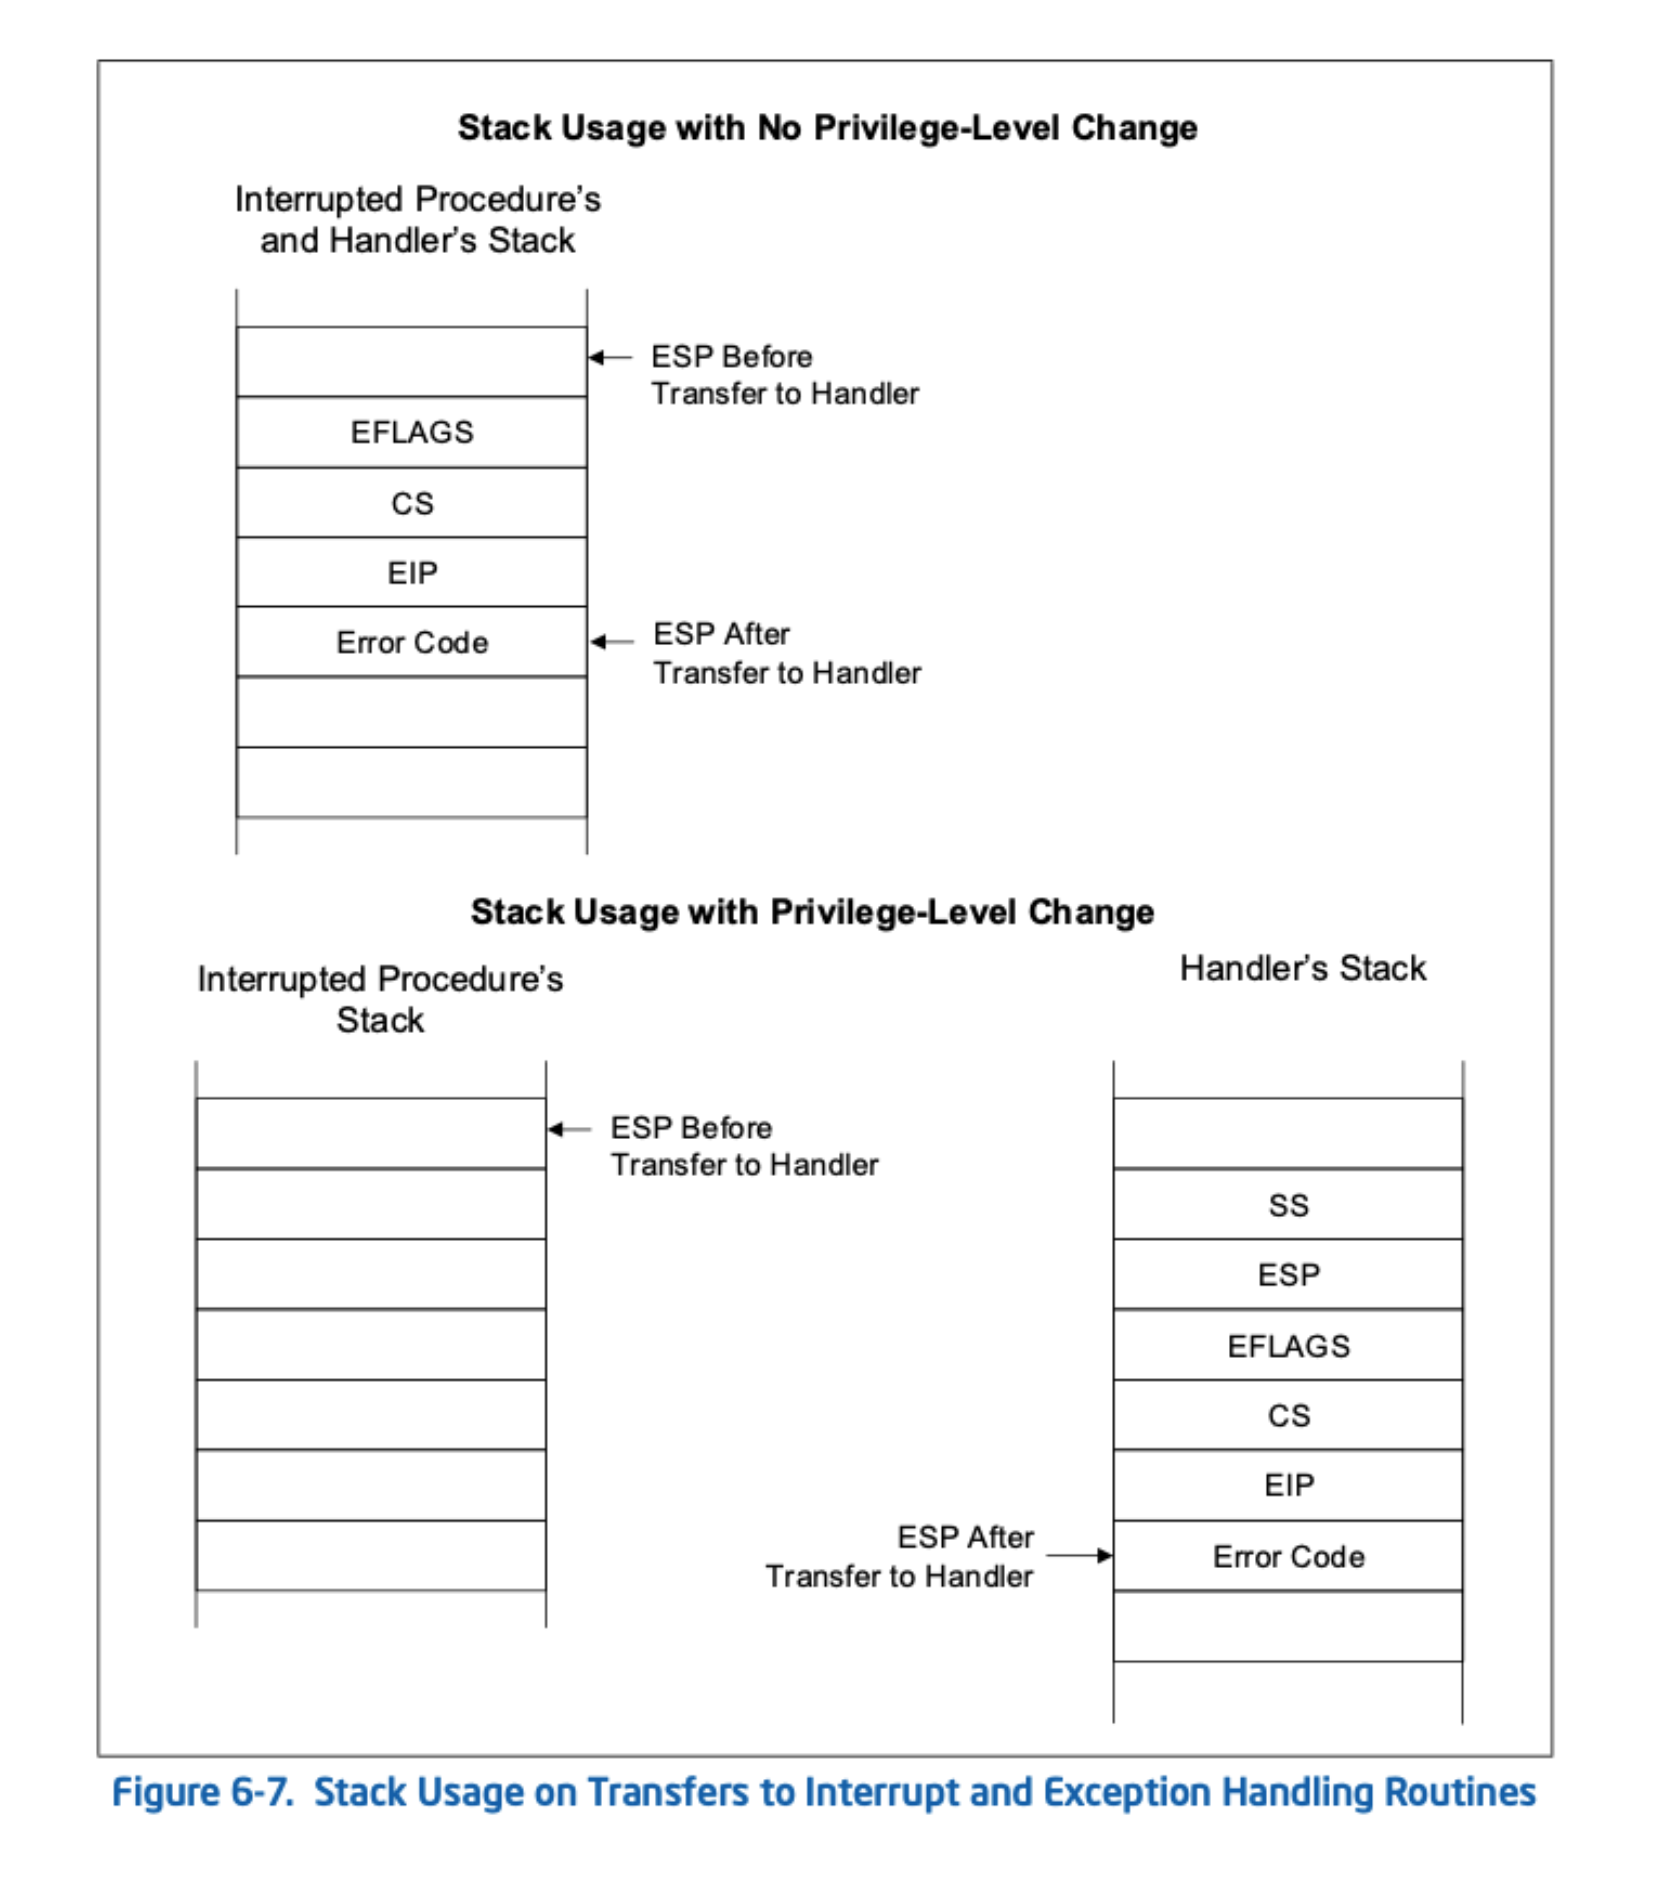 Stack Usage with No Privilege-Level Change
Interrupted Procedure’s
and Handler’s Stack
ESP Before
Transfer to Handler
EFLAGS
CS
EIP
Error Code
ESP After
Transfer to Handler
Stack Usage with Privilege-Level Change
Interrupted Procedure’s
Stack
Handler’s Stack
ESP Before
Transfer to Handler
SS
ESP
EFLAGS
CS
EIP
ESP After
Transfer to Handler
Error Code
Figure 6-7. Stack Usage on Transfers to Interrupt and Exception Handling Routines